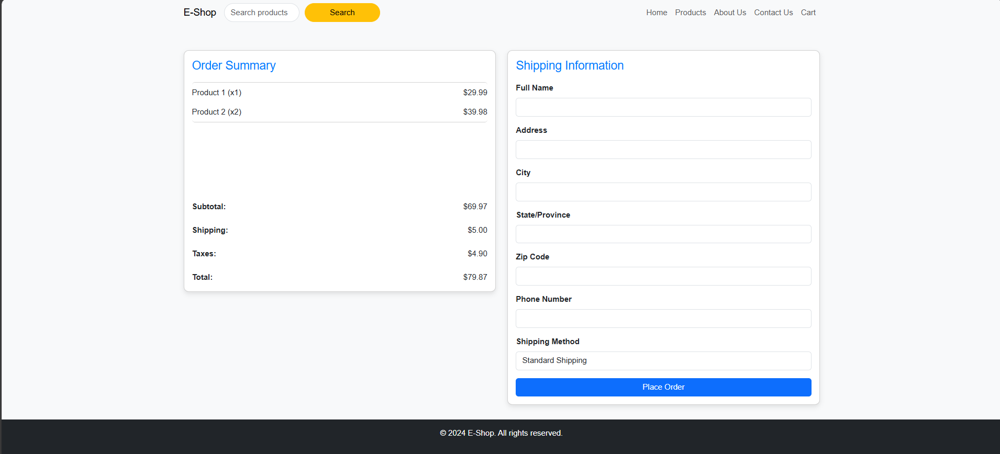 E-Shop Search products Search Home Products About Us Contact Us Cart
Order Summary
Product 1 (x1) $29.99
Product 2 (x2) $39.98
Subtotal: $69.97
Shipping: $5.00
Taxes: $4.90
Total: $79.87
Shipping Information
Full Name
Address
City
State/Province
Zip Code
Phone Number
Shipping Method
Standard Shipping
Place Order
© 2024 E-Shop. All rights reserved.